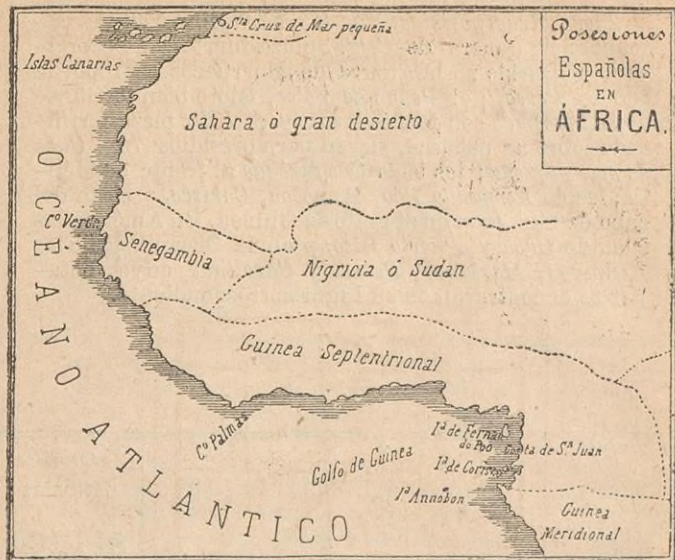 Posesiones
Españolas
EN
ÁFRICA.
Sta Cruz de Mar pequeña
Islas Canarias
Sahara ó gran desierto
OCÉANO ATLANTICO
Co Verde
Senegambia
Nigricia ó Sudan
Guinea Septentrional
Co Palmas
Golfo de Guinea
Ia de Fernan
do Póo
Costa de Sn Juan
Ia de Corisco
Ia Annobon
Guinea
Meridional